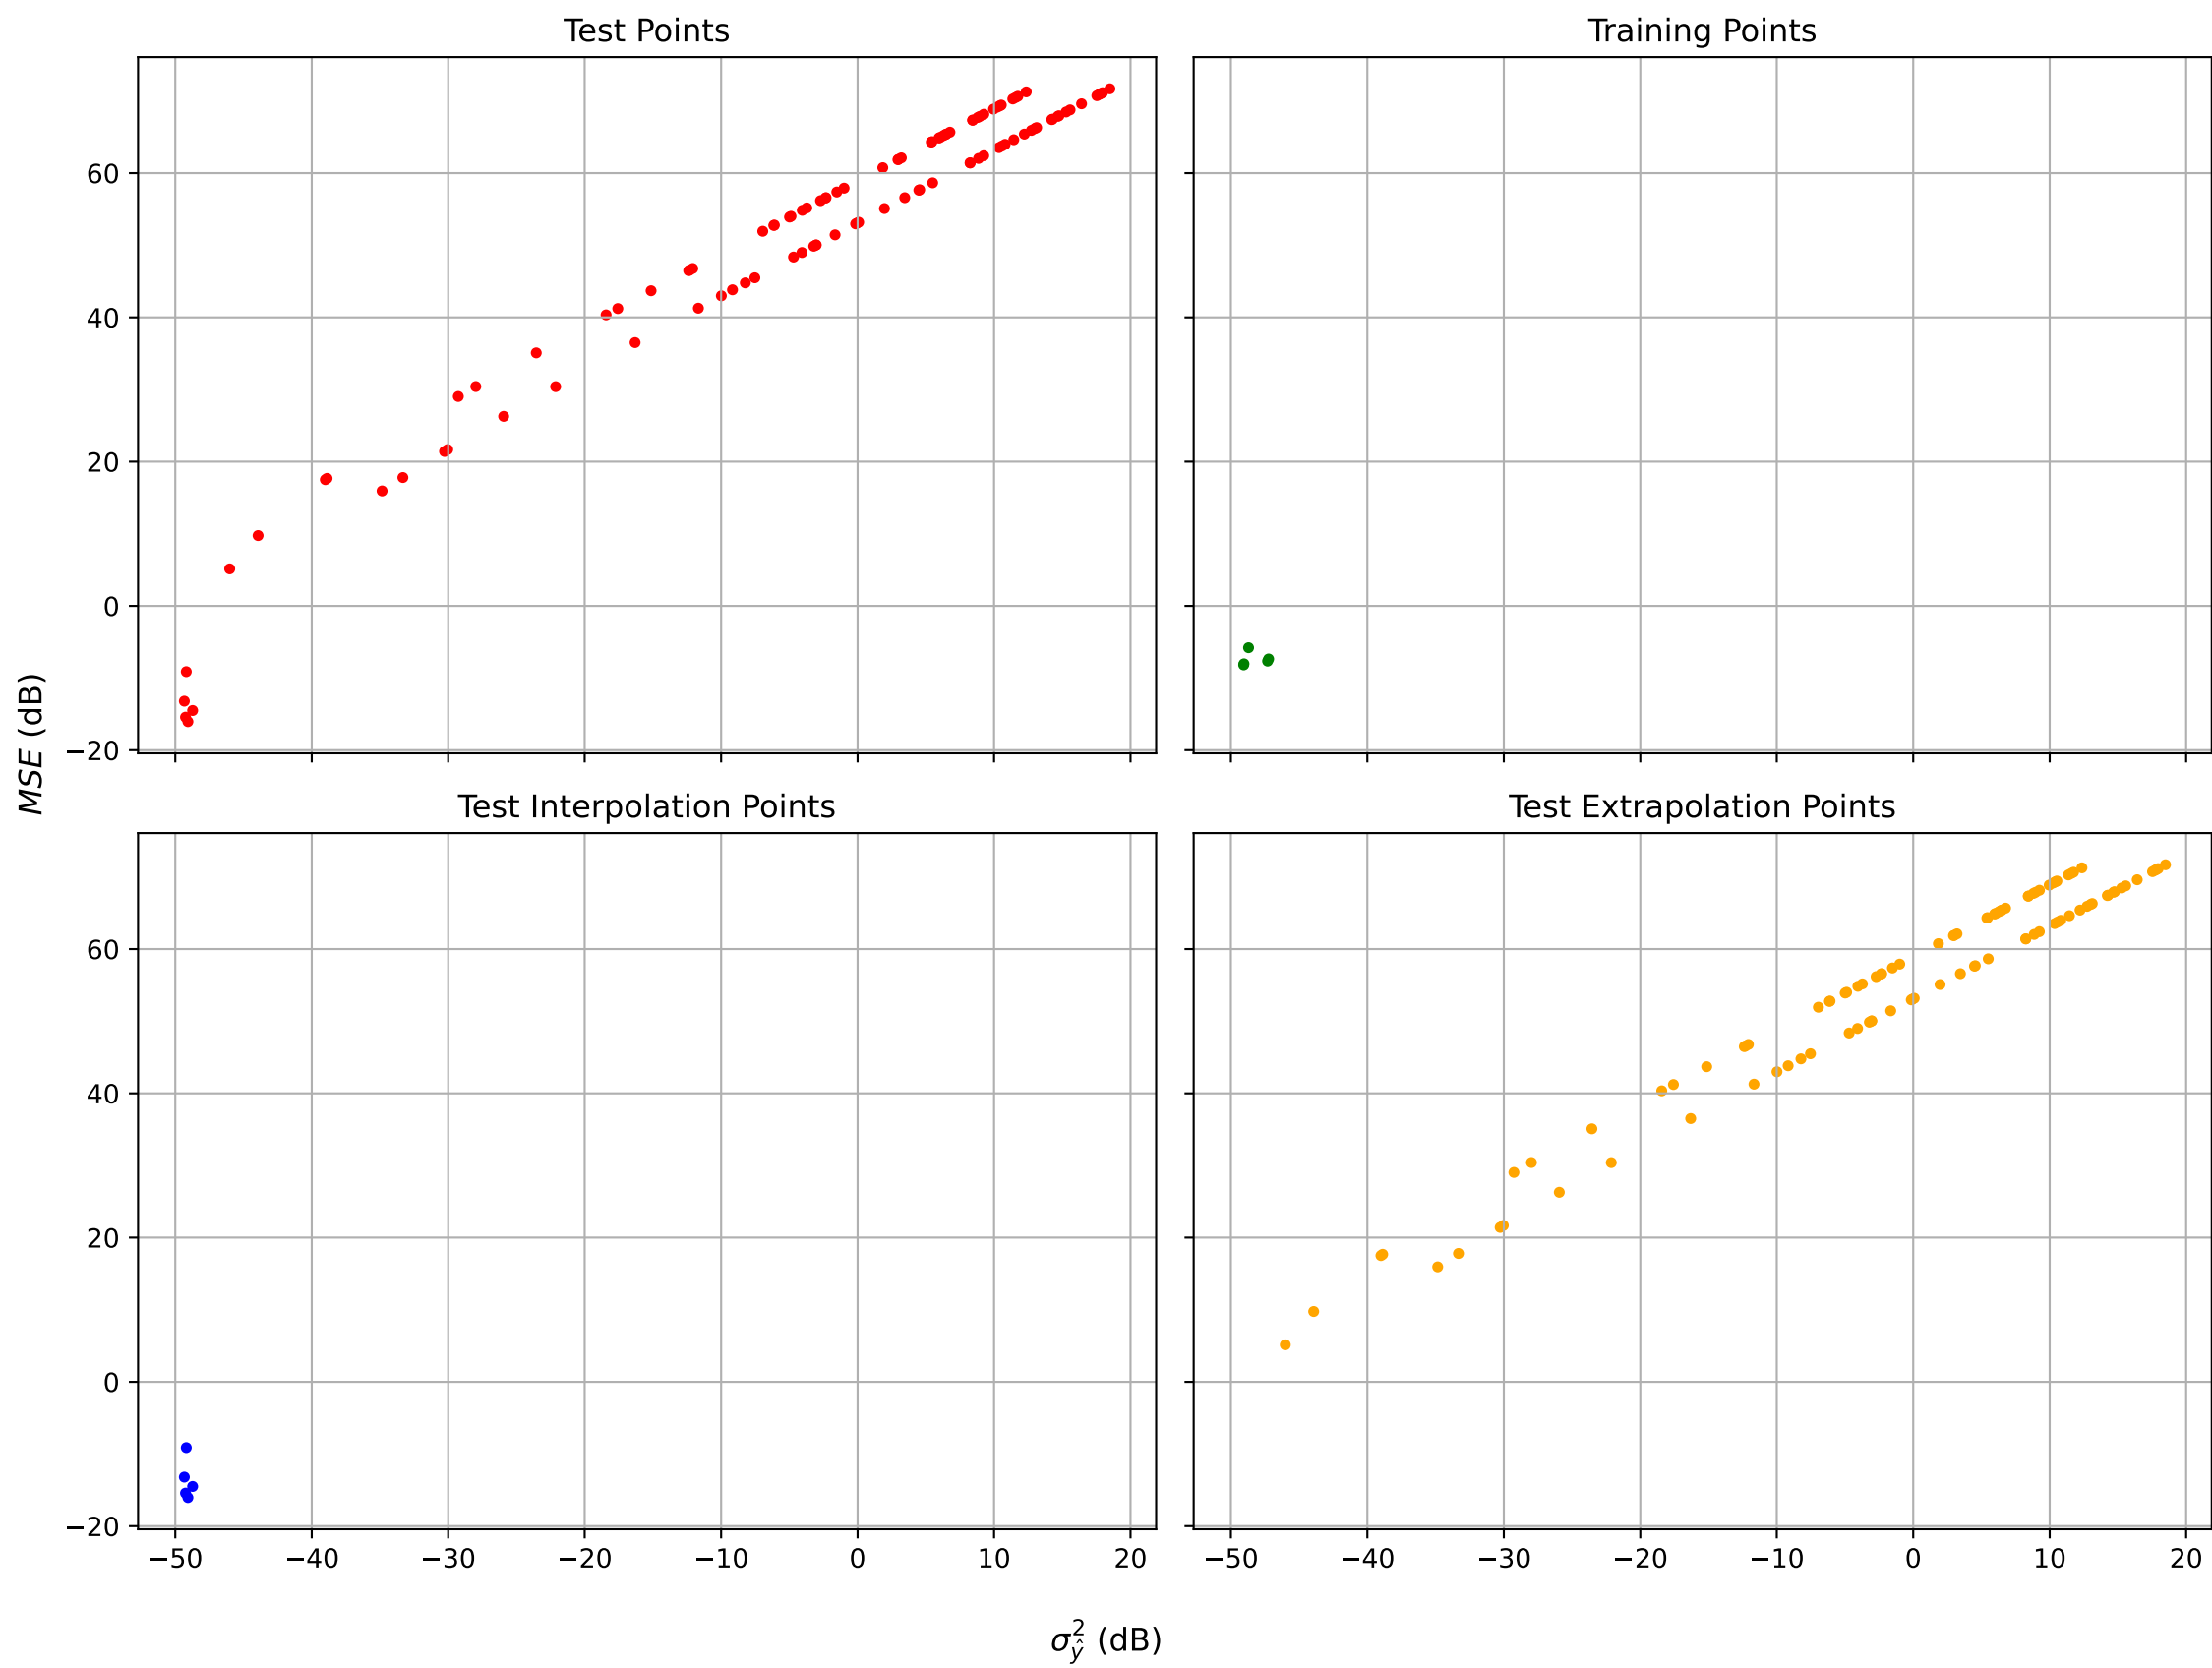 Test Points
Training Points
60
40
20
0
−20
MSE (dB)
Test Interpolation Points
Test Extrapolation Points
60
40
20
0
−20
−50 −40 −30 −20 −10 0 10 20
−50 −40 −30 −20 −10 0 10 20
σ²_ŷ (dB)